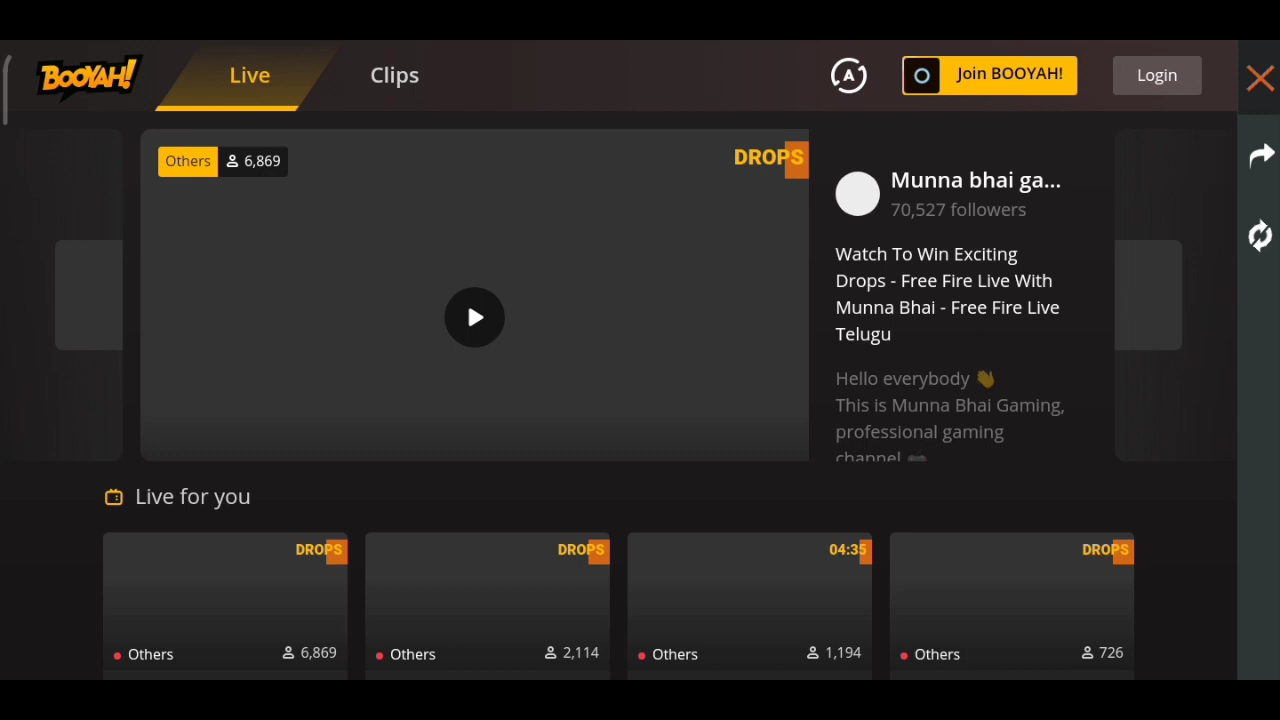 BOOYAH!
Live
Clips
A
Join BOOYAH!
Login
Others
6,869
DROPS
Munna bhai ga...
70,527 followers
Watch To Win Exciting
Drops - Free Fire Live With
Munna Bhai - Free Fire Live
Telugu
Hello everybody 👋
This is Munna Bhai Gaming,
professional gaming
channel 🎮
Live for you
DROPS
Others
6,869
DROPS
Others
2,114
04:35
Others
1,194
DROPS
Others
726